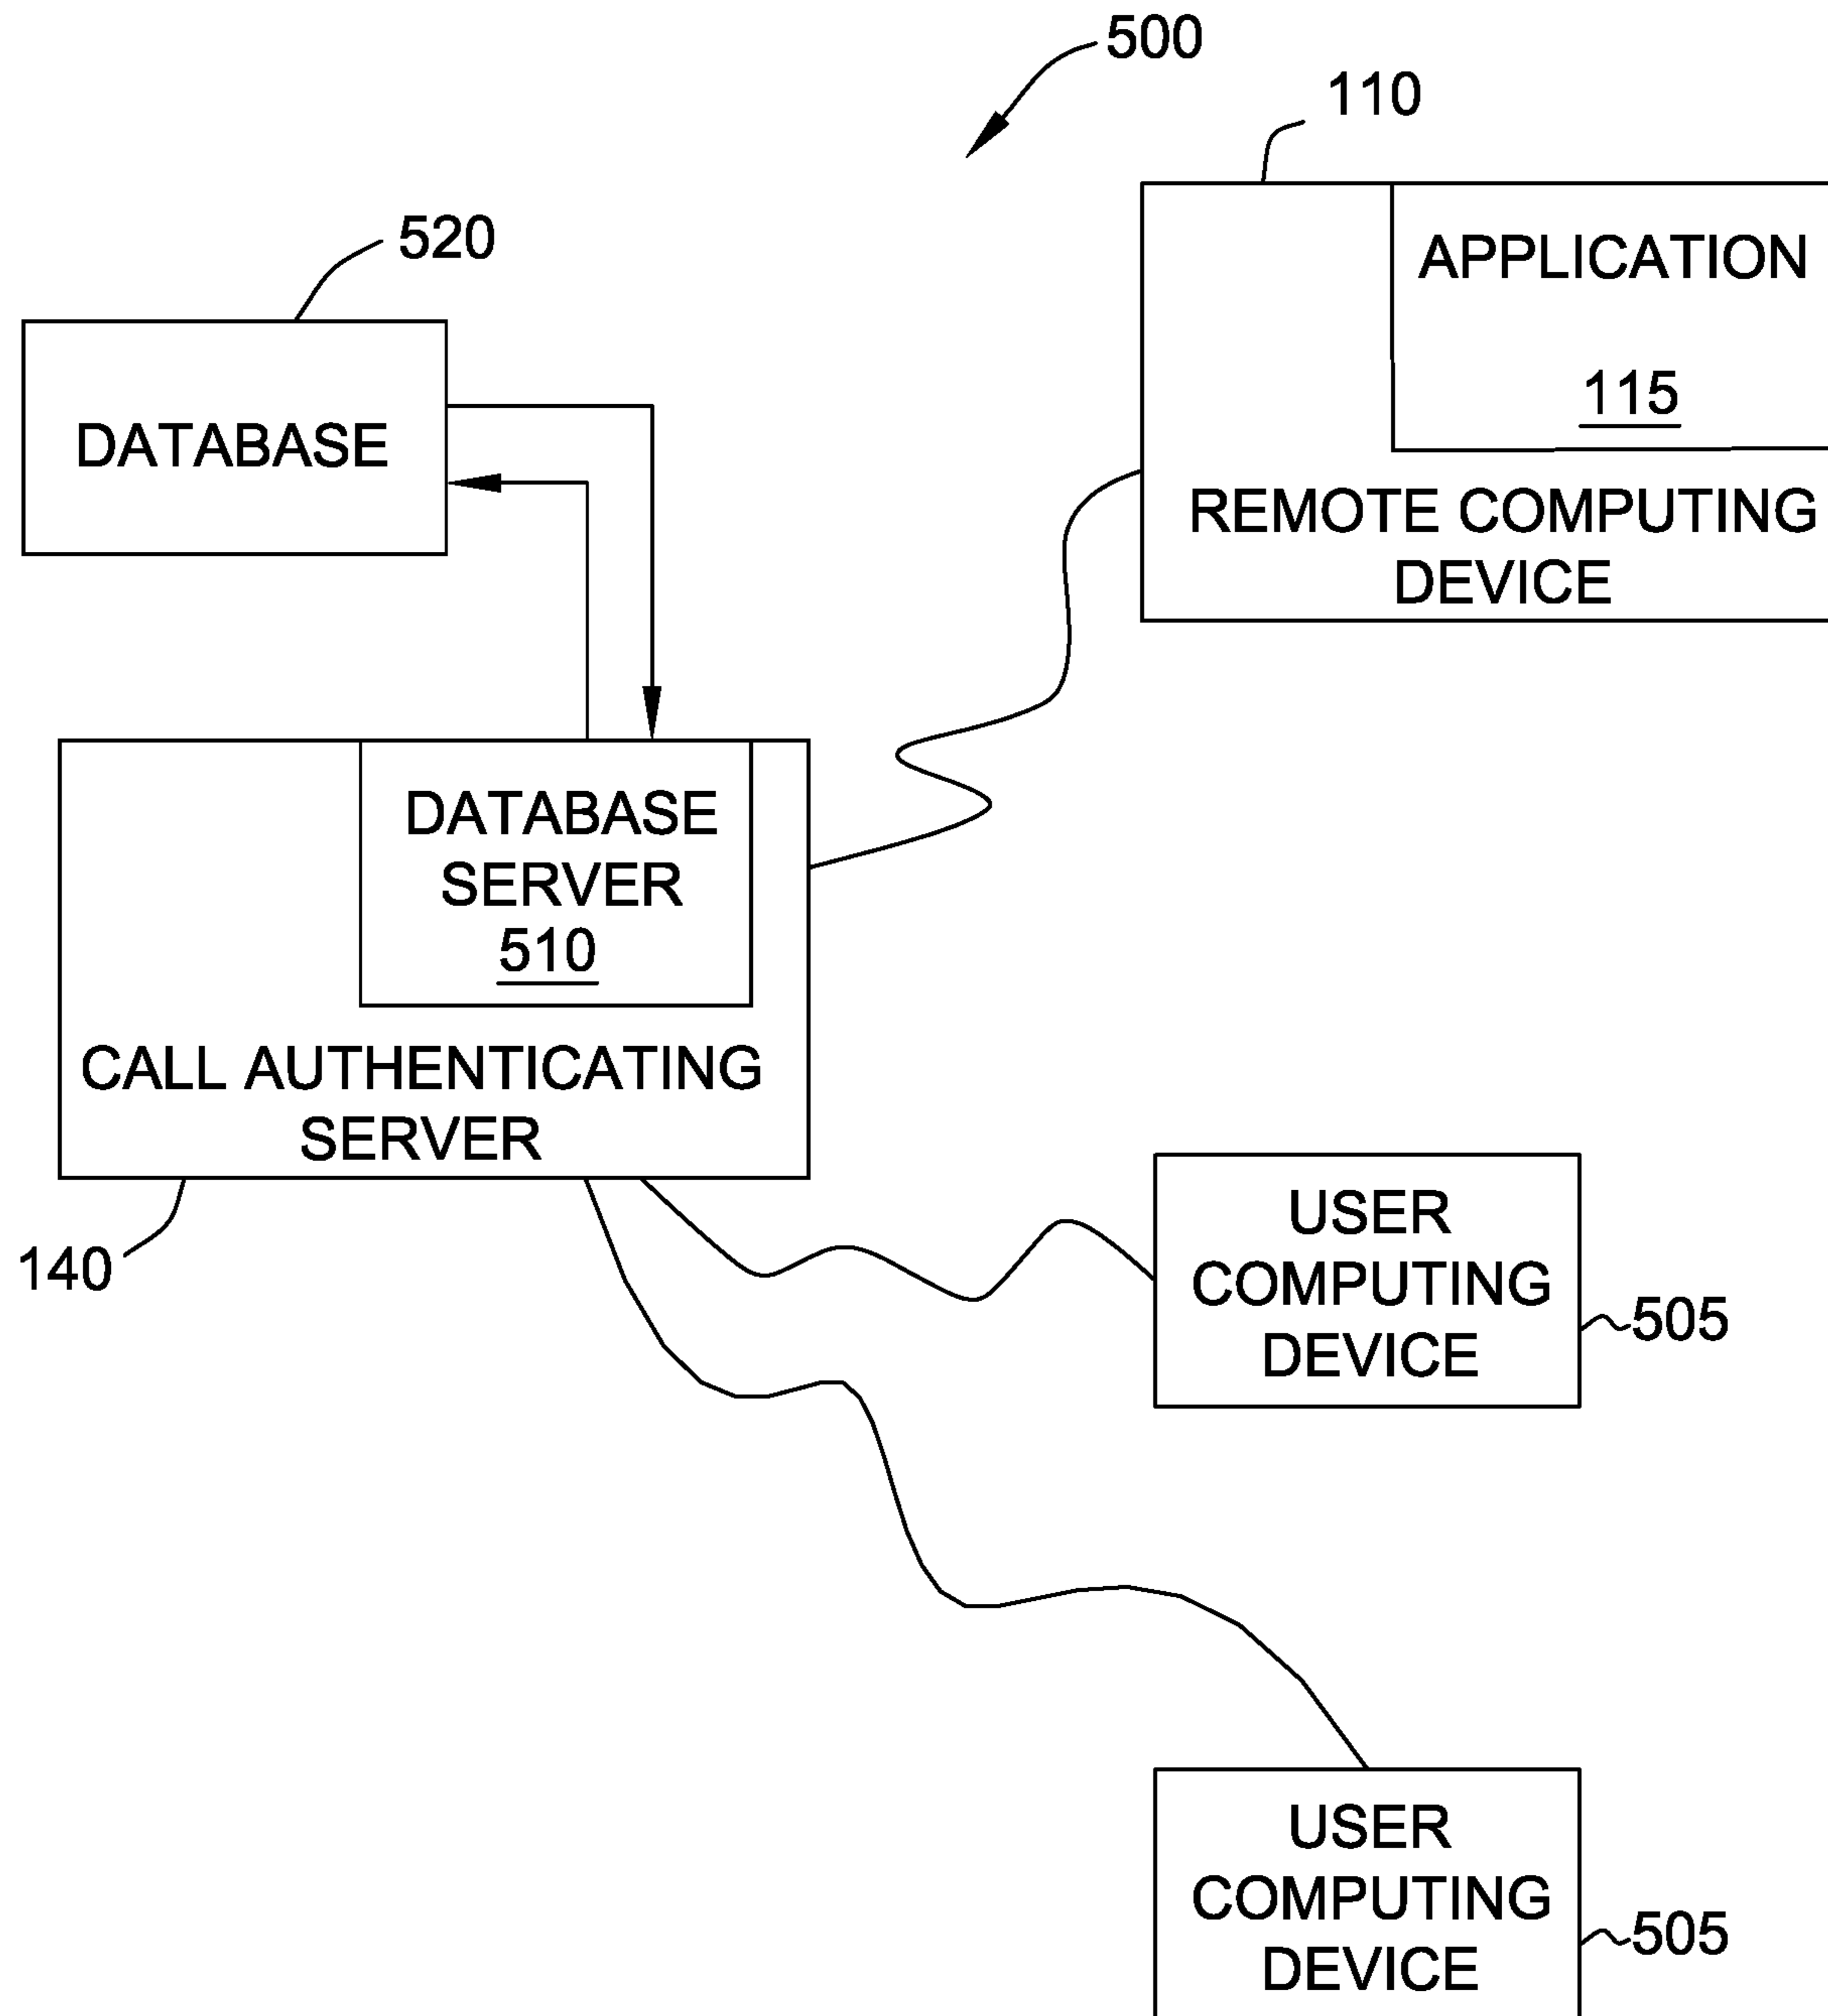 500
110
520
APPLICATION
115
DATABASE
REMOTE COMPUTING
DEVICE
DATABASE
SERVER
510
CALL AUTHENTICATING
SERVER
140
USER
COMPUTING
DEVICE
505
USER
COMPUTING
DEVICE
505